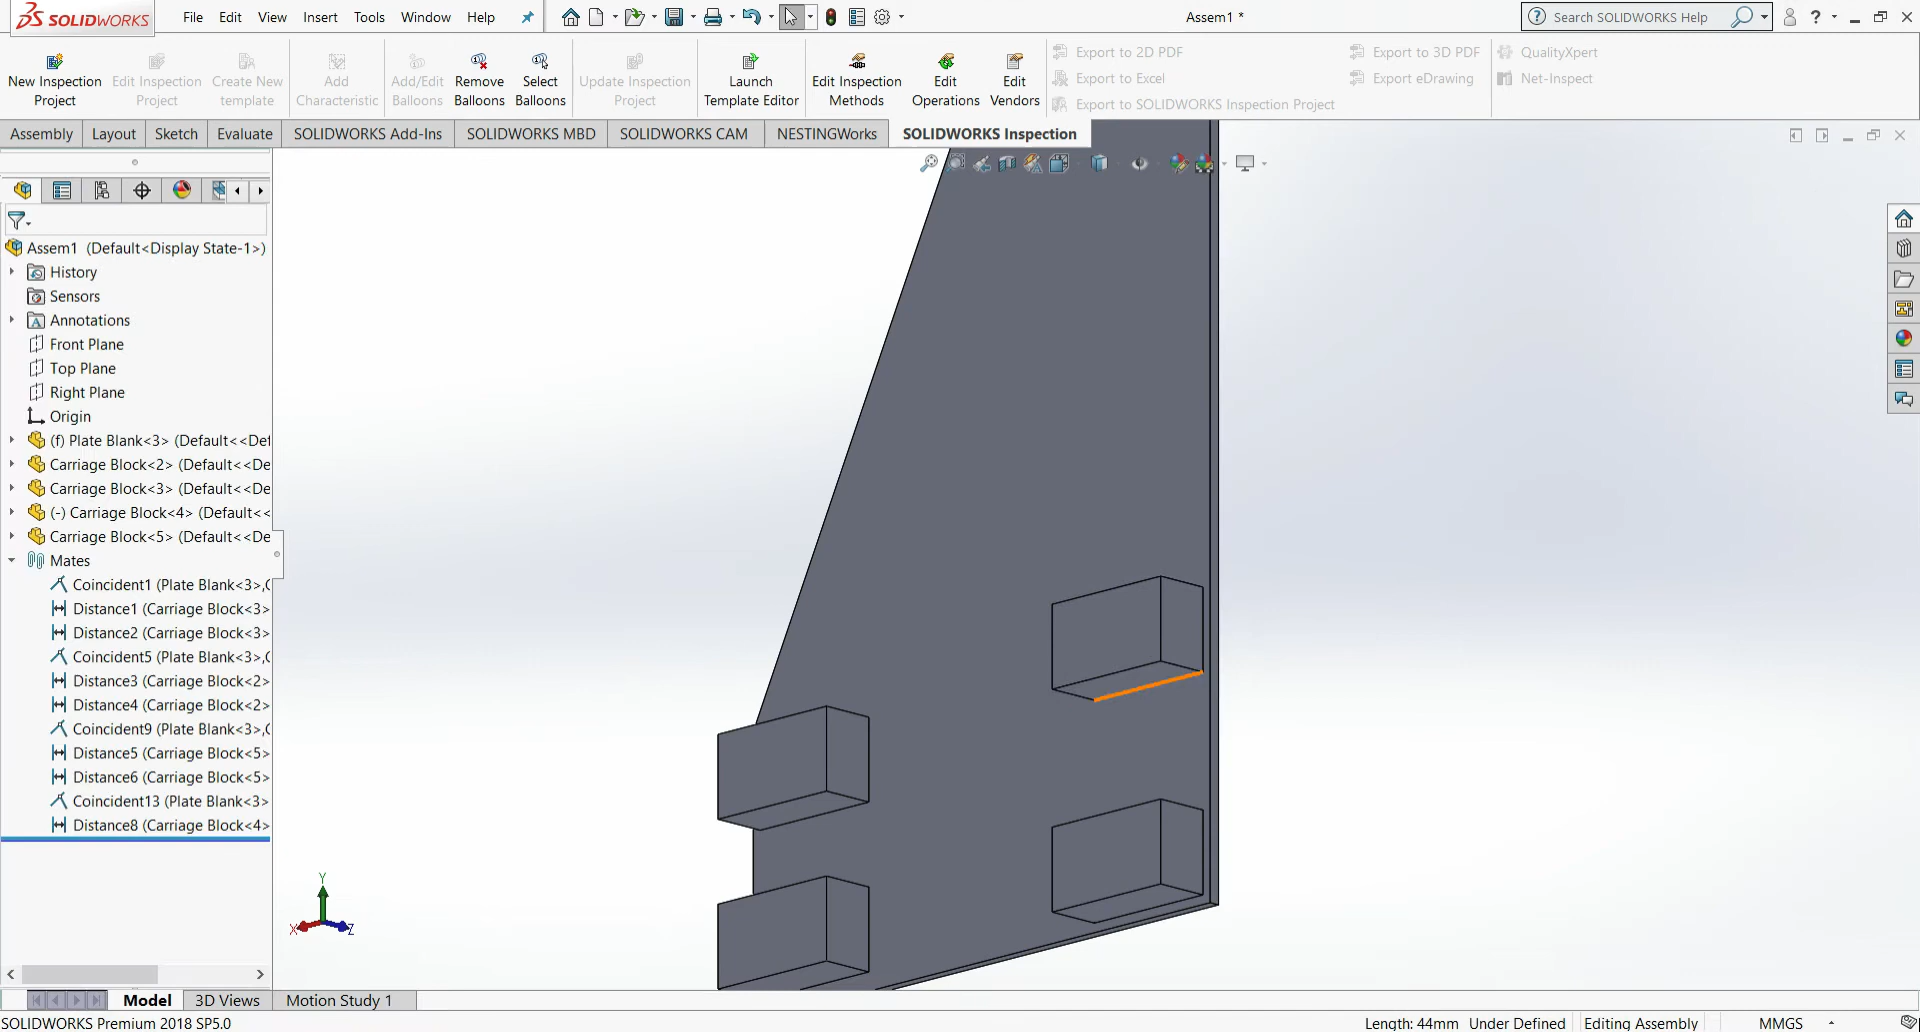 SOLIDWORKS
File Edit View Insert Tools Window Help
Assem1 *
Search SOLIDWORKS Help
New Inspection Project
Edit Inspection Project
Create New template
Add Characteristic
Add/Edit Balloons
Remove Balloons
Select Balloons
Update Inspection Project
Launch Template Editor
Edit Inspection Methods
Edit Operations
Edit Vendors
Export to 2D PDF
Export to Excel
Export to SOLIDWORKS Inspection Project
Export to 3D PDF
Export eDrawing
QualityXpert
Net-Inspect
Assembly Layout Sketch Evaluate SOLIDWORKS Add-Ins SOLIDWORKS MBD SOLIDWORKS CAM NESTINGWorks SOLIDWORKS Inspection
Assem1 (Default<Display State-1>)
History
Sensors
Annotations
Front Plane
Top Plane
Right Plane
Origin
(f) Plate Blank<3> (Default<<Def
Carriage Block<2> (Default<<De
Carriage Block<3> (Default<<De
(-) Carriage Block<4> (Default<<
Carriage Block<5> (Default<<De
Mates
Coincident1 (Plate Blank<3>,C
Distance1 (Carriage Block<3>
Distance2 (Carriage Block<3>
Coincident5 (Plate Blank<3>,C
Distance3 (Carriage Block<2>
Distance4 (Carriage Block<2>
Coincident9 (Plate Blank<3>,C
Distance5 (Carriage Block<5>
Distance6 (Carriage Block<5>
Coincident13 (Plate Blank<3>
Distance8 (Carriage Block<4>
Y
X
Z
Model 3D Views Motion Study 1
SOLIDWORKS Premium 2018 SP5.0
Length: 44mm Under Defined Editing Assembly MMGS